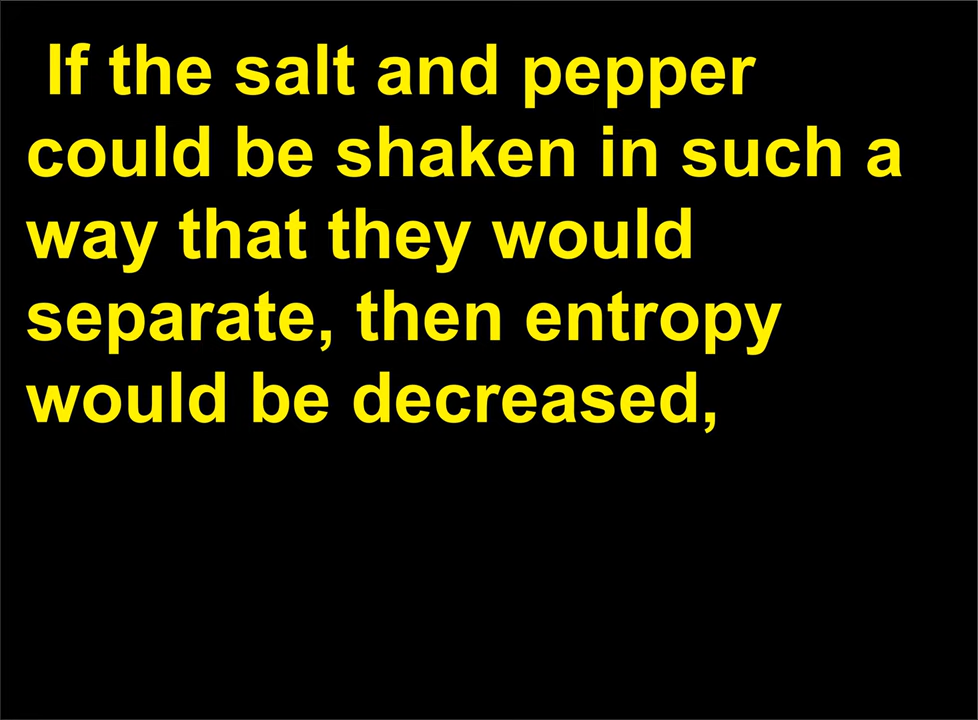 If the salt and pepper
could be shaken in such a
way that they would
separate, then entropy
would be decreased,